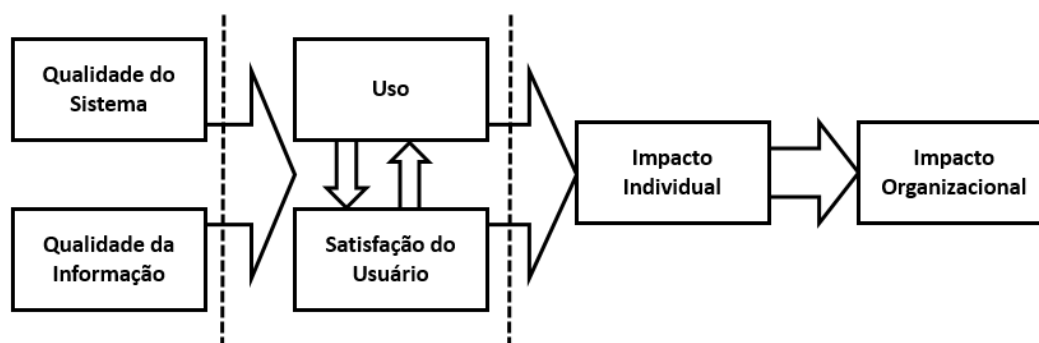 Qualidade do
Sistema
Uso
Impacto
Individual
Impacto
Organizacional
Qualidade da
Informação
Satisfação do
Usuário